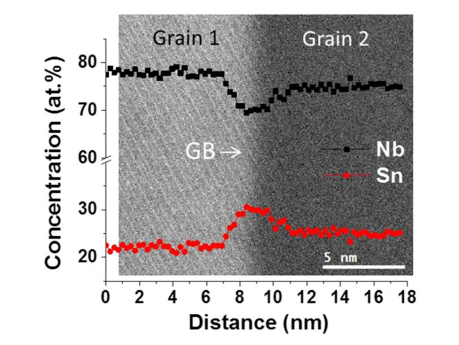 Grain 1
Grain 2
Concentration (at.%)
80
70
60
30
20
GB→
Nb
Sn
5 nm
0 2 4 6 8 10 12 14 16 18
Distance (nm)